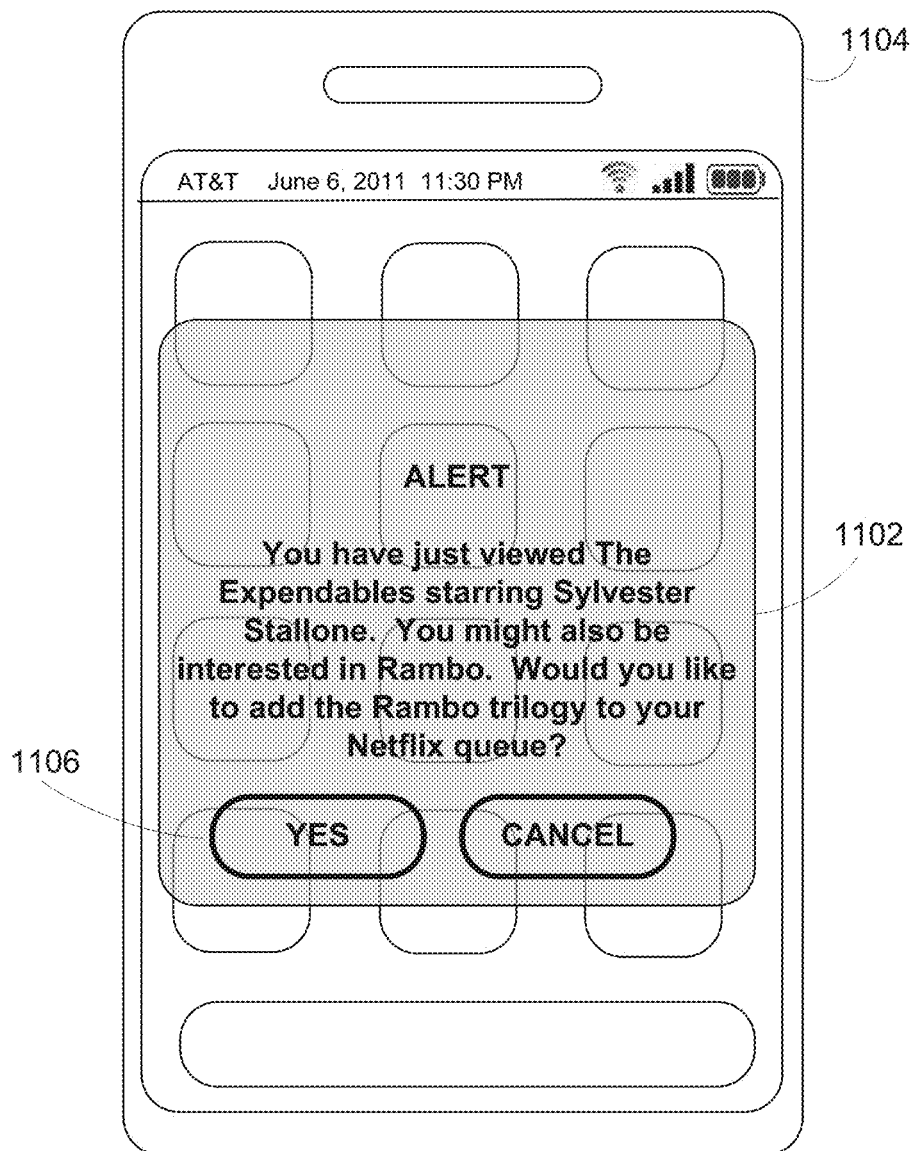 1104
AT&T June 6, 2011 11:30 PM
ALERT
You have just viewed The
Expendables starring Sylvester
Stallone. You might also be
interested in Rambo. Would you like
to add the Rambo trilogy to your
Netflix queue?
1102
1106
YES CANCEL